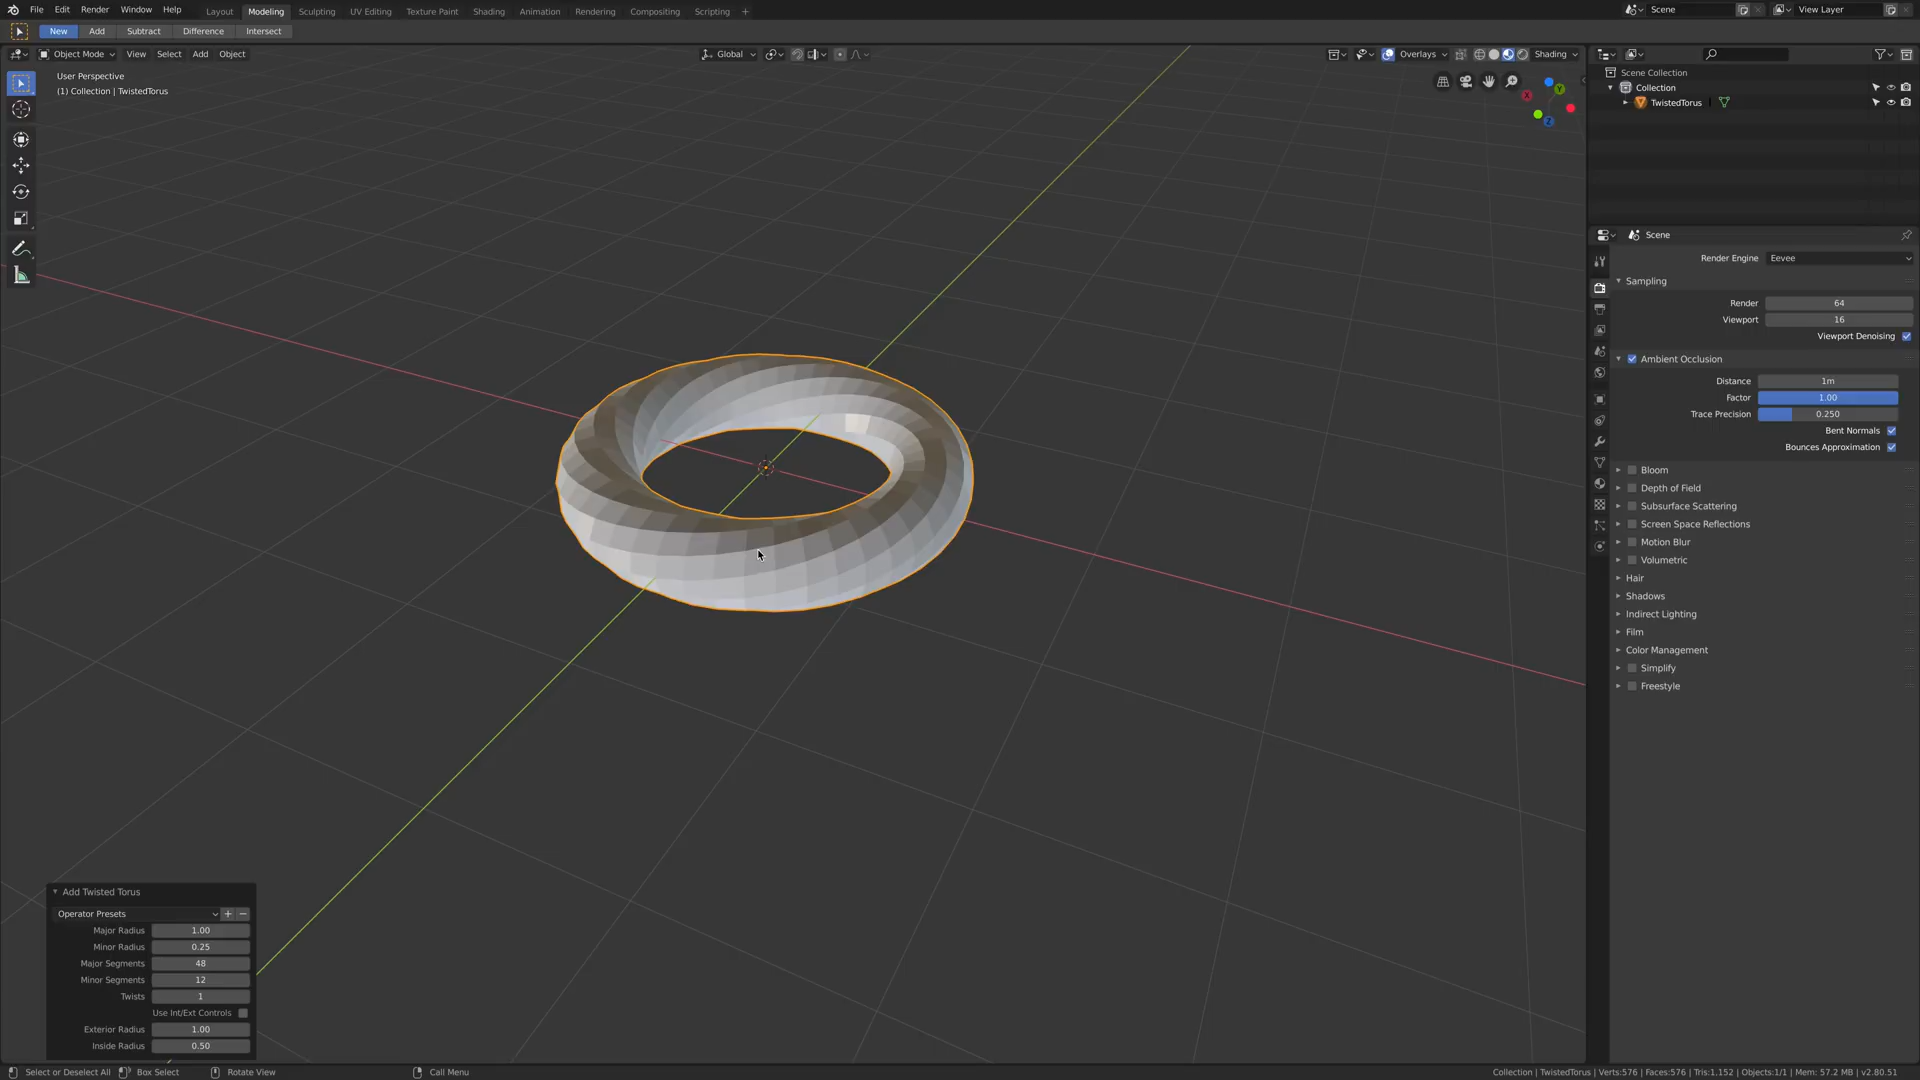 File Edit Render Window Help Layout Modeling Sculpting UV Editing Texture Paint Shading Animation Rendering Compositing Scripting + Scene View Layer
New Add Subtract Difference Intersect
Object Mode View Select Add Object Global Overlays Shading
User Perspective
(1) Collection | TwistedTorus
Scene Collection
Collection
TwistedTorus
Scene
Render Engine Eevee
Sampling
Render 64
Viewport 16
Viewport Denoising
Ambient Occlusion
Distance 1m
Factor 1.00
Trace Precision 0.250
Bent Normals
Bounces Approximation
Bloom
Depth of Field
Subsurface Scattering
Screen Space Reflections
Motion Blur
Volumetric
Hair
Shadows
Indirect Lighting
Film
Color Management
Simplify
Freestyle
Add Twisted Torus
Operator Presets + −
Major Radius 1.00
Minor Radius 0.25
Major Segments 48
Minor Segments 12
Twists 1
Use Int/Ext Controls
Exterior Radius 1.00
Inside Radius 0.50
Select or Deselect All Box Select Rotate View Call Menu Collection | TwistedTorus | Verts:576 | Faces:576 | Tris:1,152 | Objects:1/1 | Mem: 57.2 MB | v2.80.51